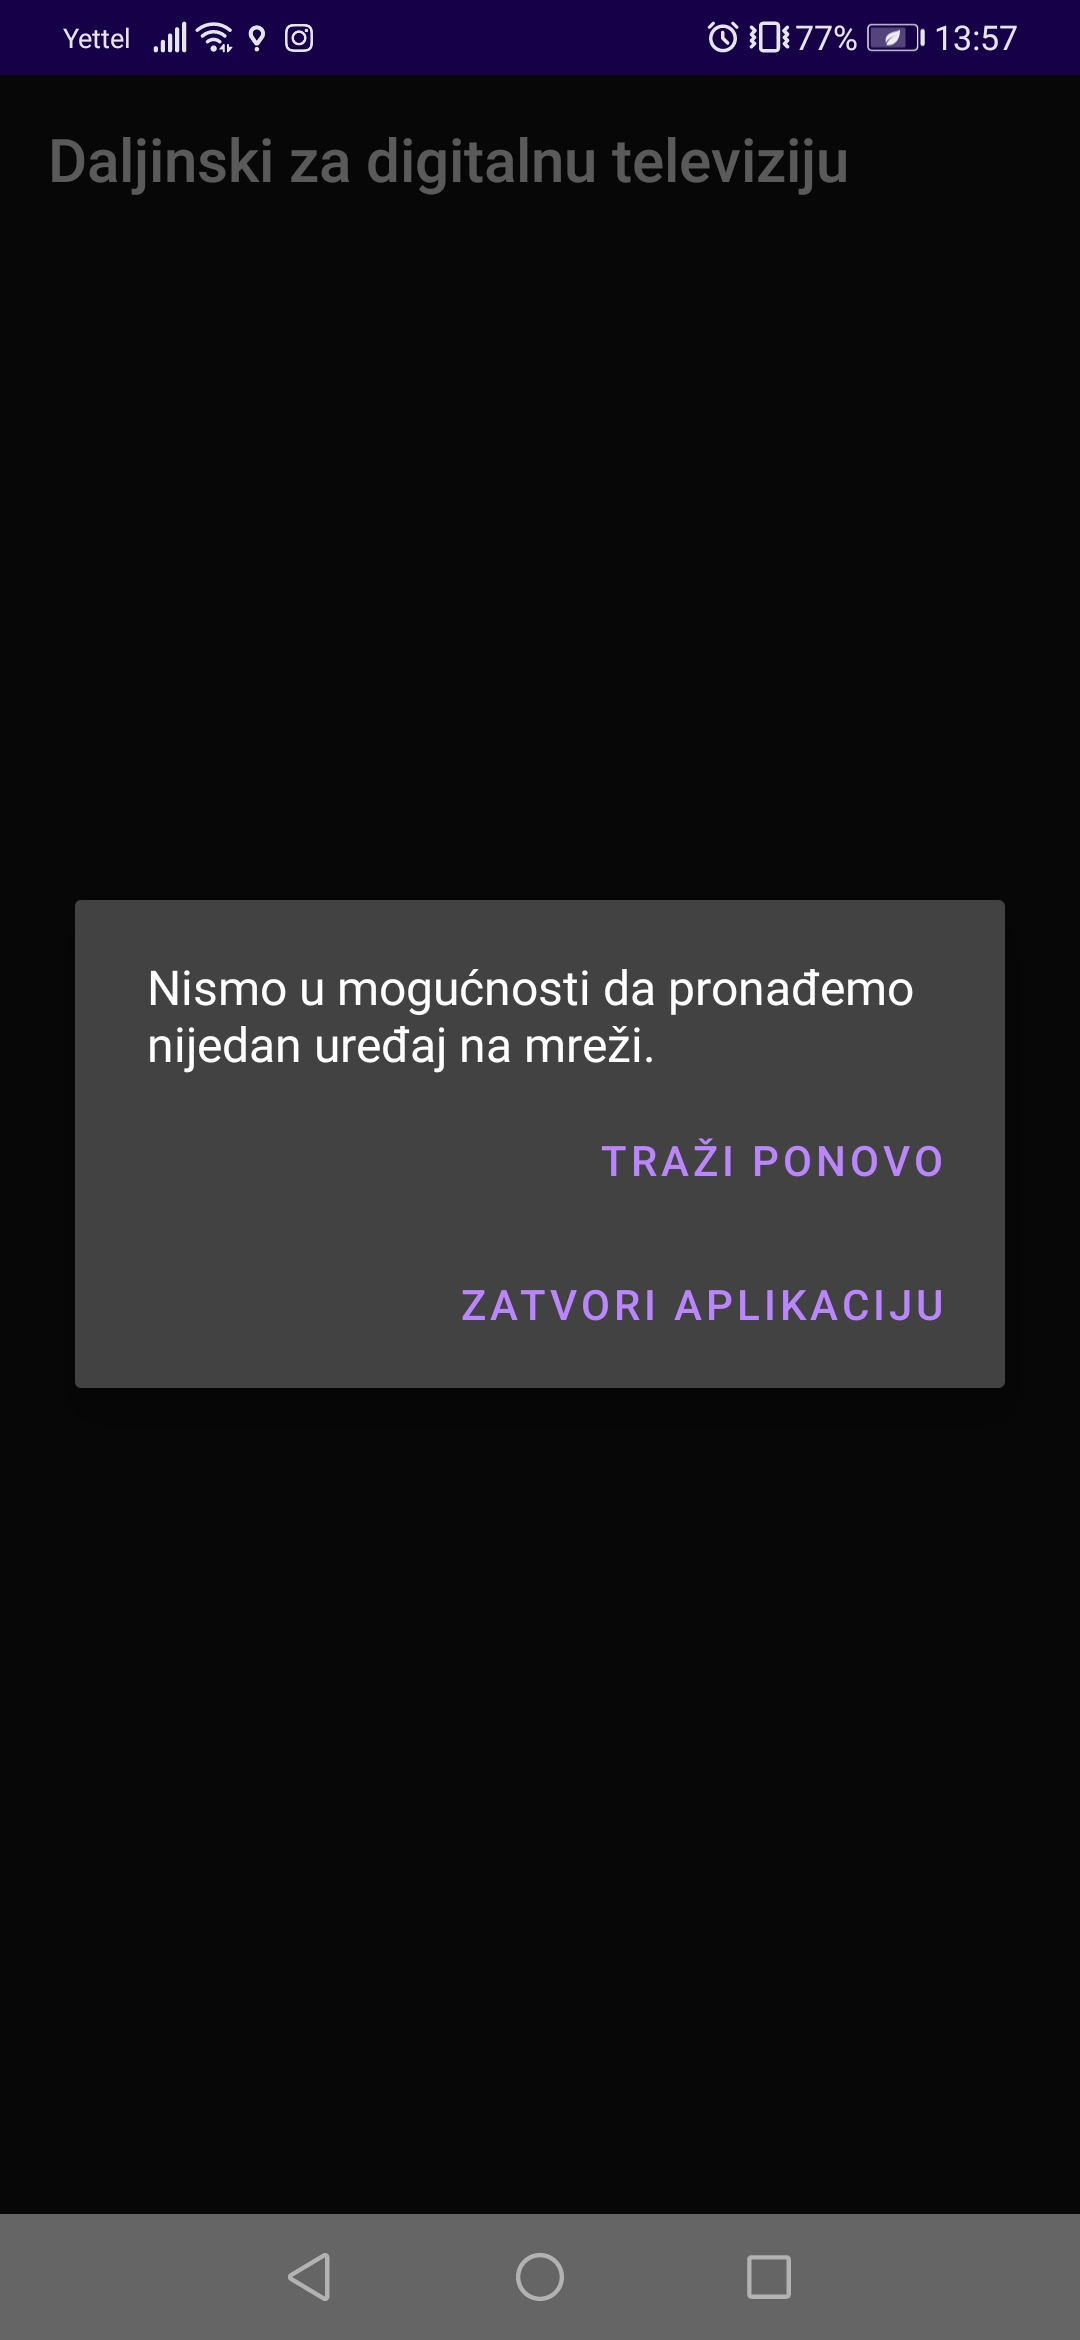 Yettel 77% 13:57
Daljinski za digitalnu televiziju
Nismo u mogućnosti da pronađemo
nijedan uređaj na mreži.
TRAŽI PONOVO
ZATVORI APLIKACIJU